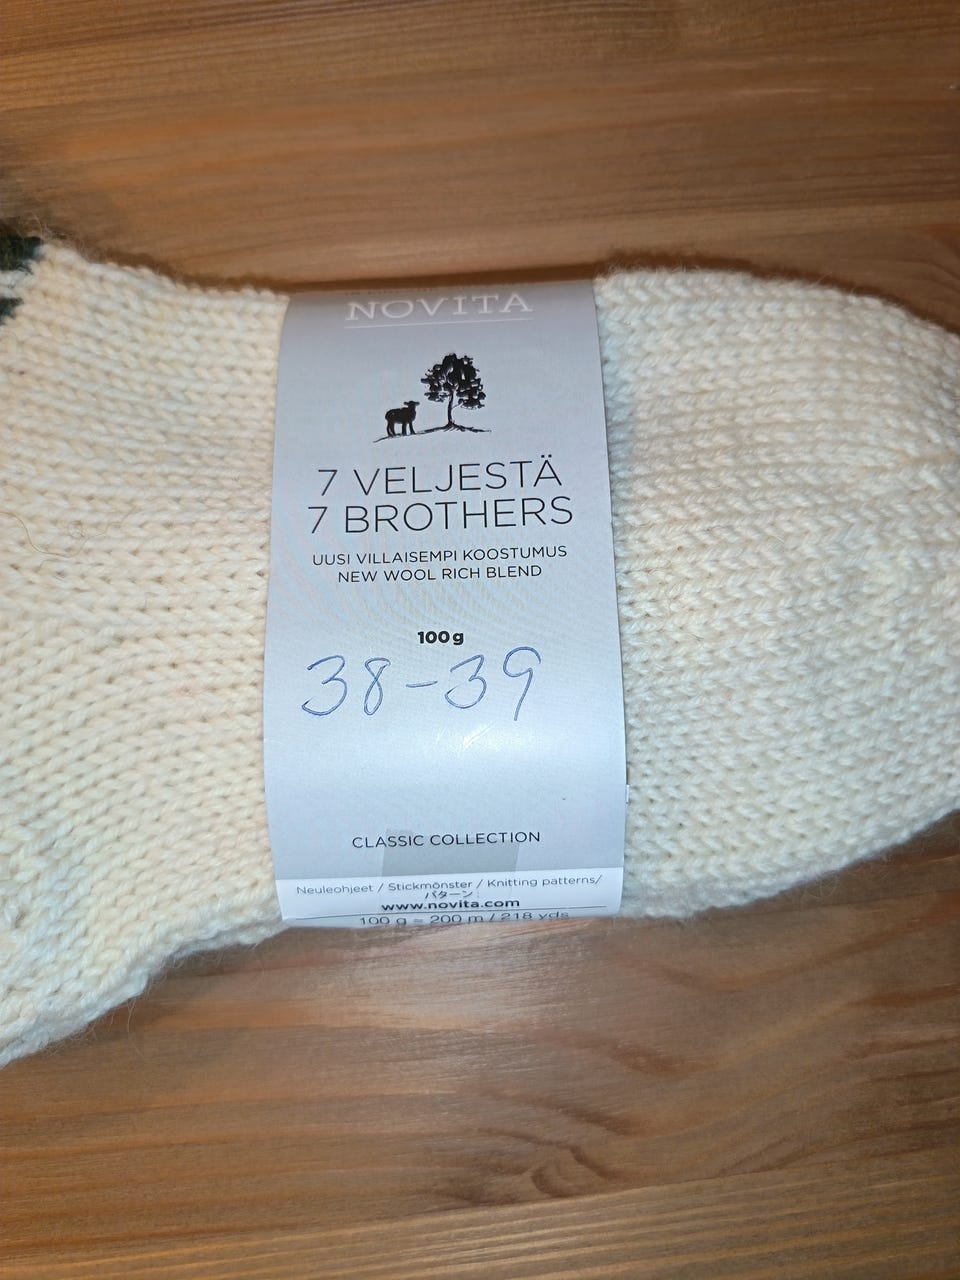 NOVITA
7 VELJESTÄ
7 BROTHERS
UUSI VILLAISEMPI KOOSTUMUS
NEW WOOL RICH BLEND
100 g
38-39
CLASSIC COLLECTION
Neuleohjeet / Stickmönster / Knitting patterns/
パターン:
www.novita.com
100 g = 200 m / 218 yds